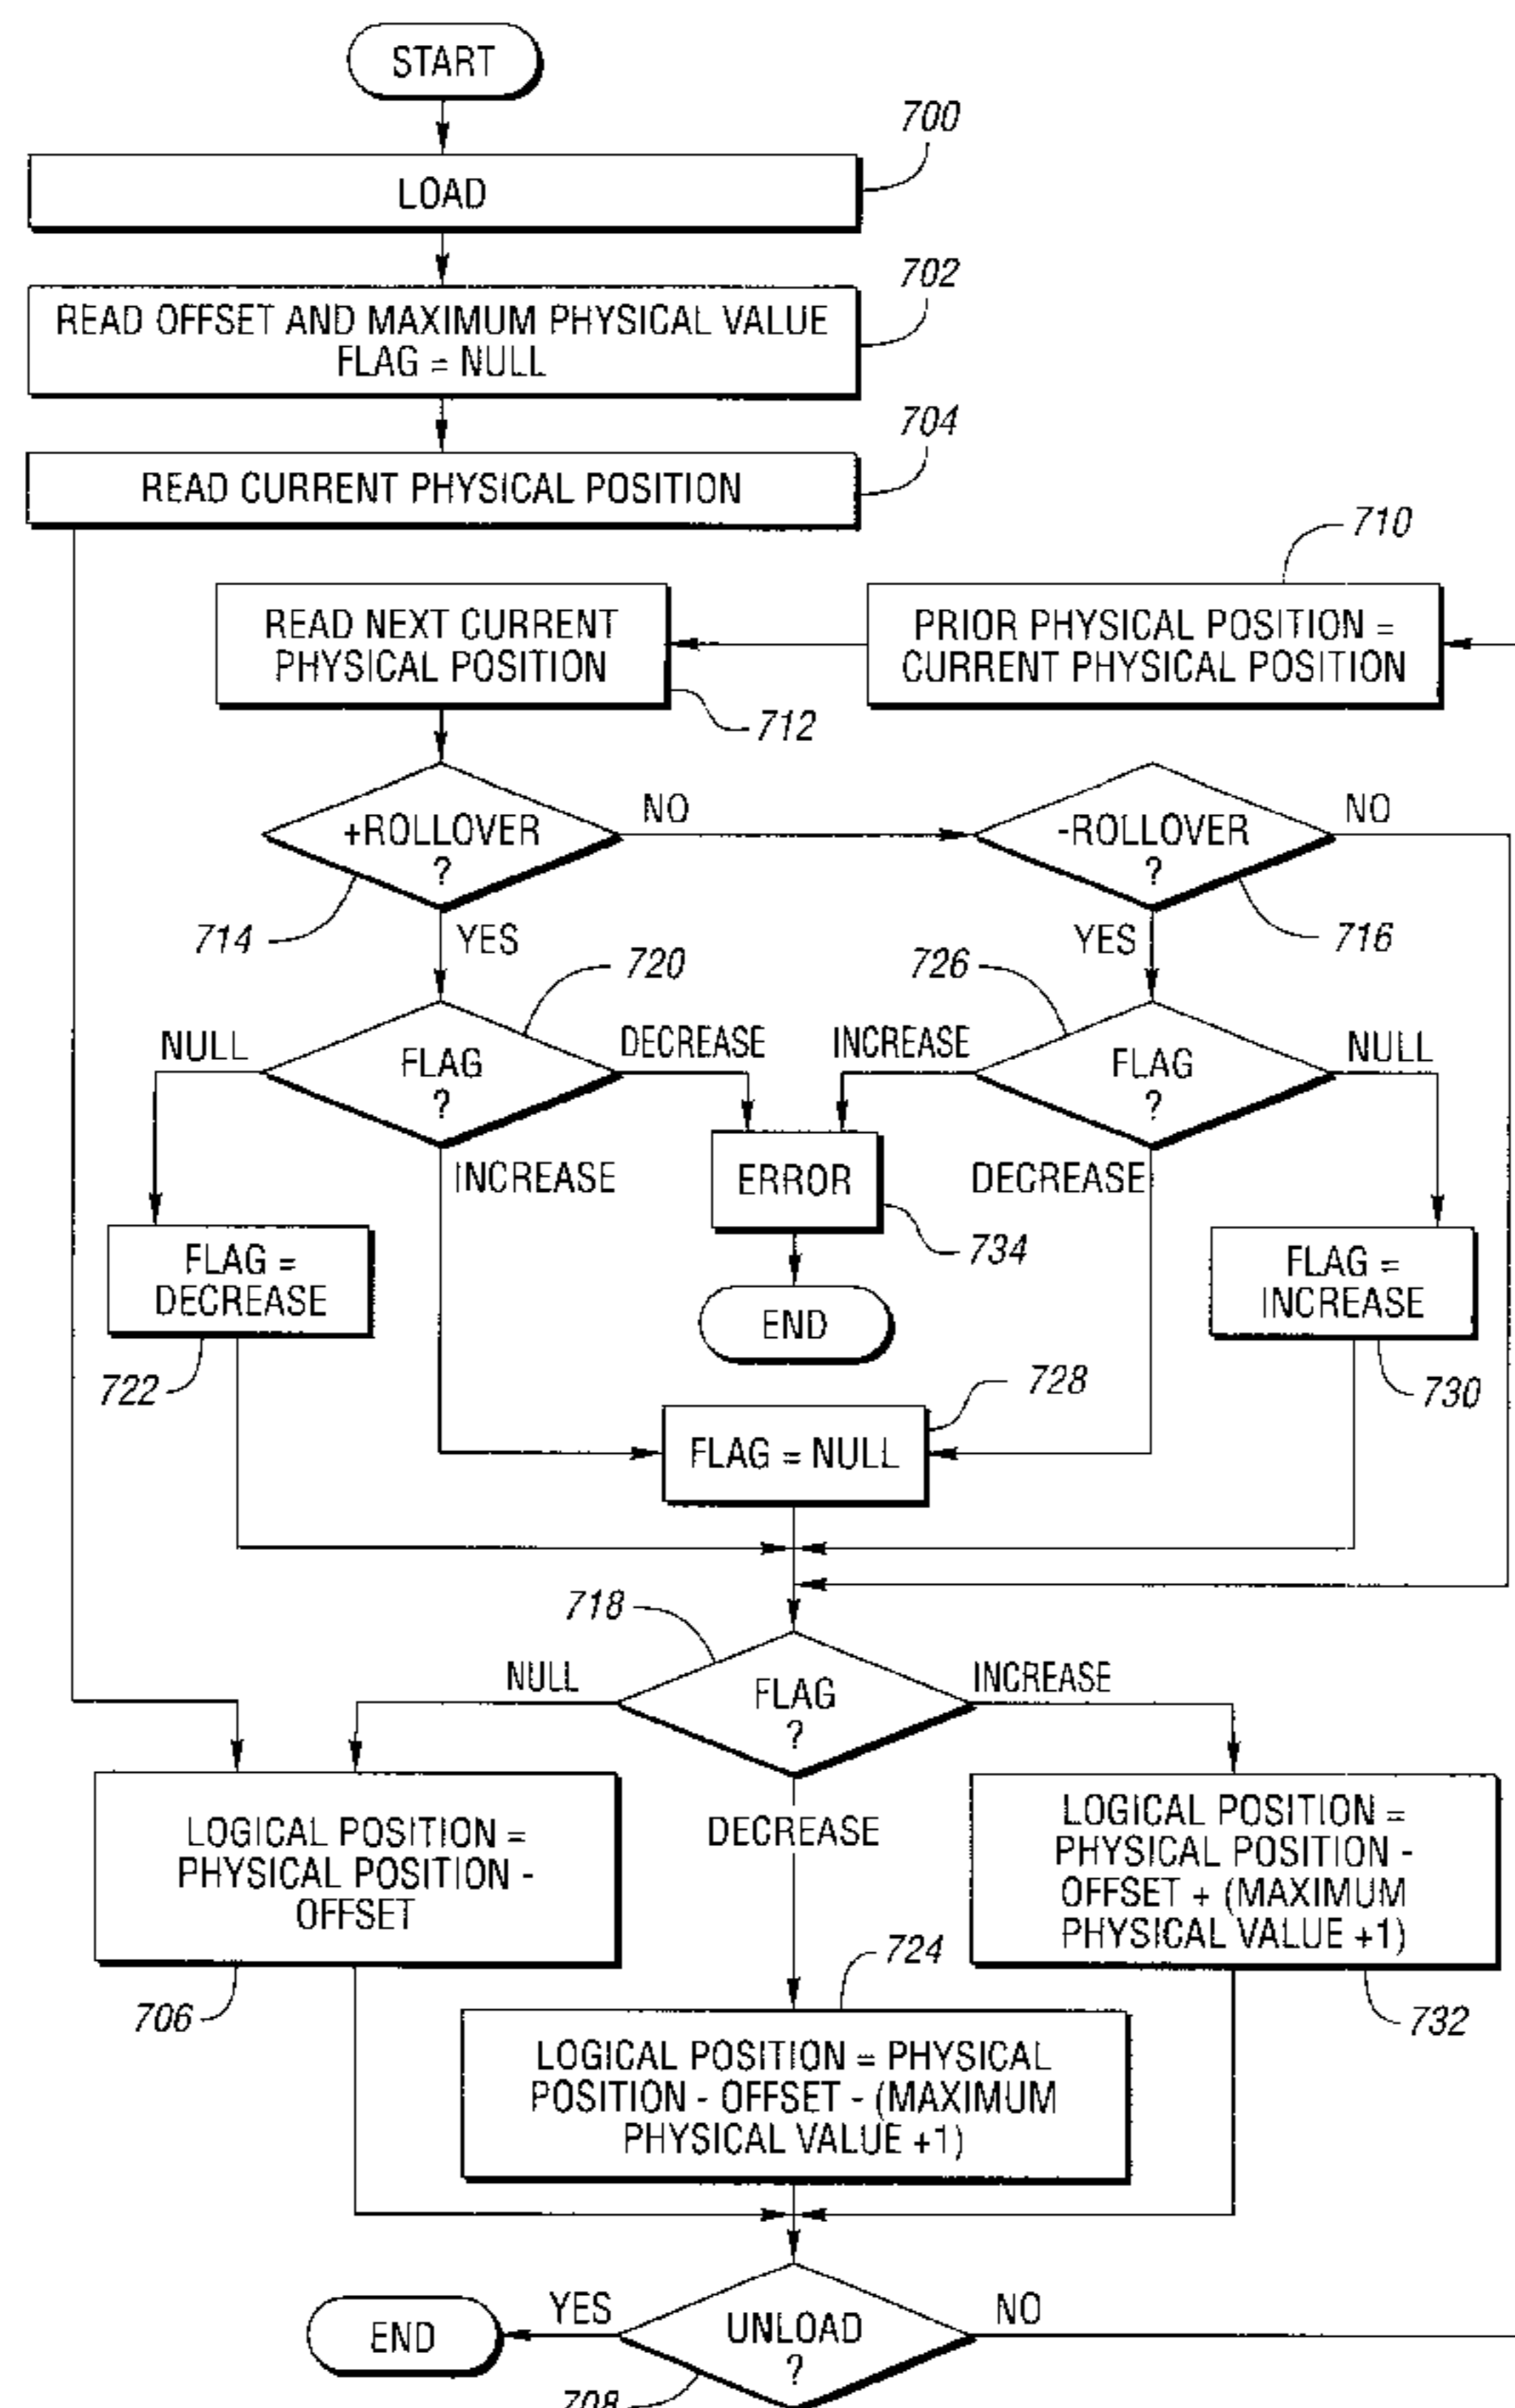 START
700
LOAD
702
READ OFFSET AND MAXIMUM PHYSICAL VALUE
FLAG = NULL
704
READ CURRENT PHYSICAL POSITION
710
READ NEXT CURRENT
PHYSICAL POSITION
PRIOR PHYSICAL POSITION =
CURRENT PHYSICAL POSITION
712
+ROLLOVER
?
NO
-ROLLOVER
?
NO
714
YES
YES
716
720
726
NULL
FLAG
?
DECREASE
INCREASE
FLAG
?
NULL
INCREASE
ERROR
DECREASE
734
FLAG =
DECREASE
END
FLAG =
INCREASE
722
728
730
FLAG = NULL
718
NULL
FLAG
?
INCREASE
LOGICAL POSITION =
PHYSICAL POSITION -
OFFSET
DECREASE
LOGICAL POSITION =
PHYSICAL POSITION -
OFFSET + (MAXIMUM
PHYSICAL VALUE +1)
706
724
732
LOGICAL POSITION = PHYSICAL
POSITION - OFFSET - (MAXIMUM
PHYSICAL VALUE +1)
END
YES
UNLOAD
?
NO
708